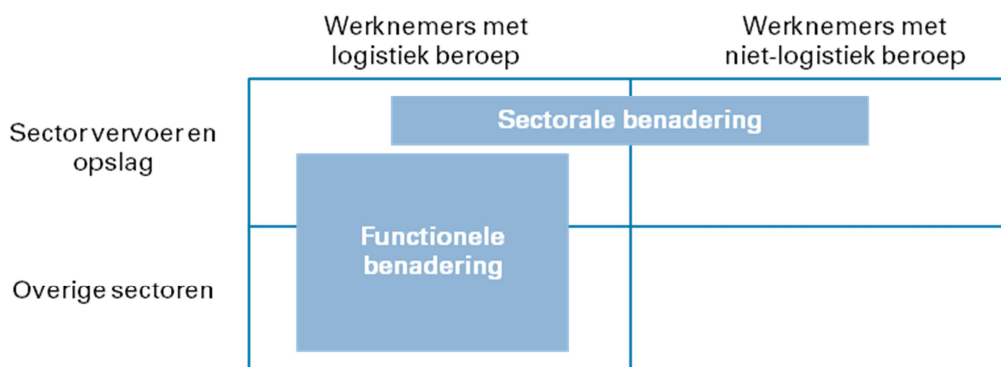 Werknemers met
logistiek beroep
Werknemers met
niet-logistiek beroep
Sector vervoer en
opslag
Sectorale benadering
Functionele
benadering
Overige sectoren